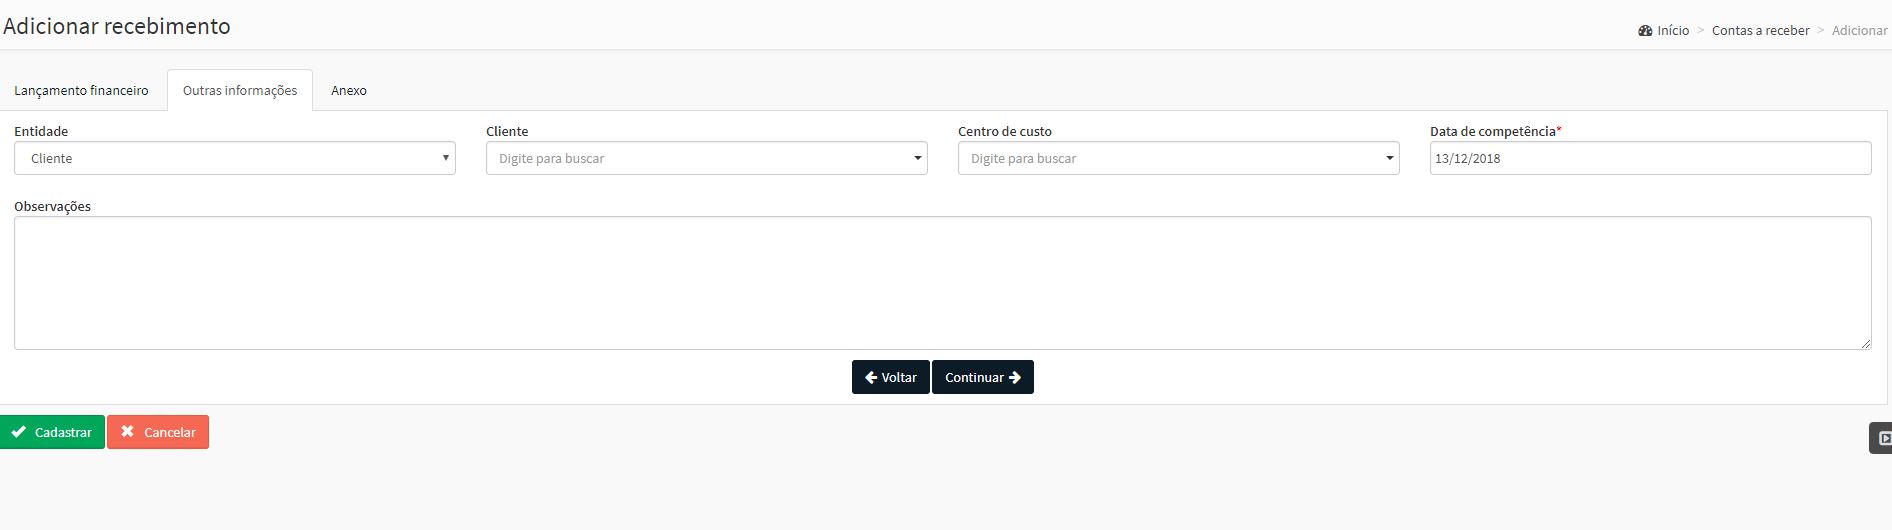 Adicionar recebimento
Início > Contas a receber > Adicionar
Lançamento financeiro Outras informações Anexo
Entidade Cliente Centro de custo Data de competência*
Cliente Digite para buscar Digite para buscar 13/12/2018
Observações
Voltar Continuar
Cadastrar Cancelar